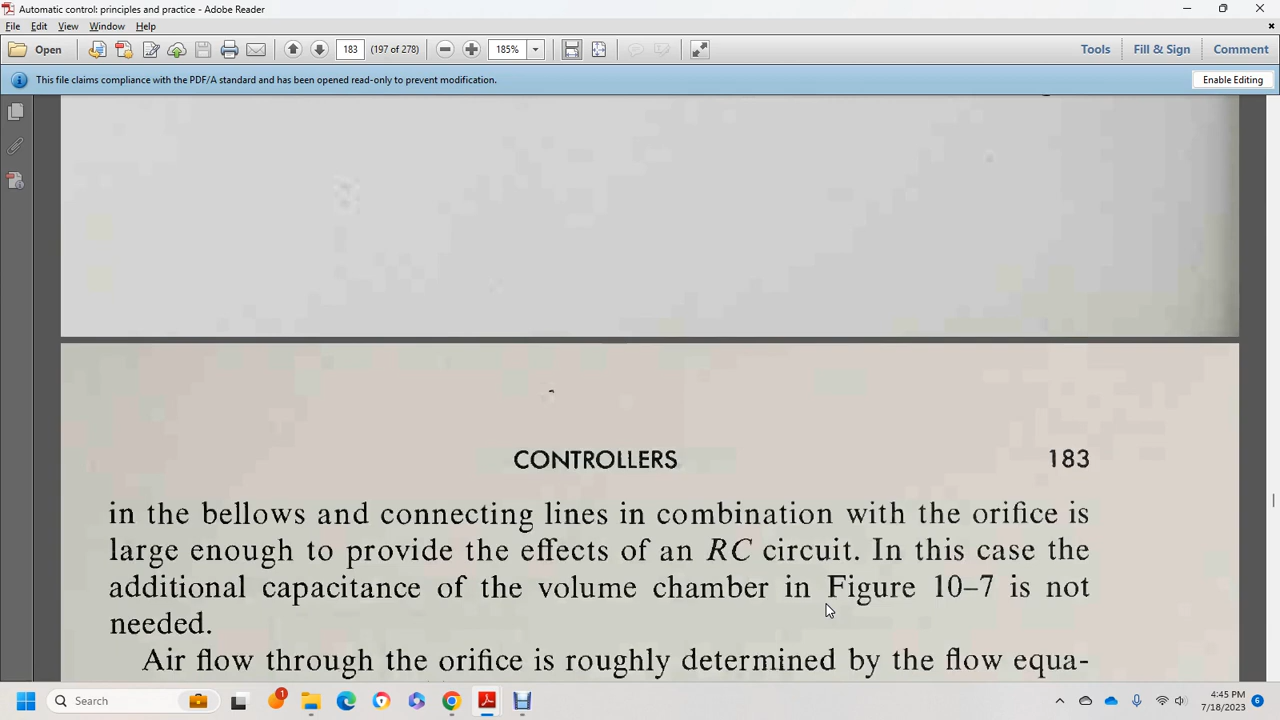 Automatic control: principles and practice - Adobe Reader
File Edit View Window Help
Open 183 (197 of 278) 185% Tools Fill & Sign Comment
This file claims compliance with the PDF/A standard and has been opened read-only to prevent modification. Enable Editing
CONTROLLERS 183
in the bellows and connecting lines in combination with the orifice is
large enough to provide the effects of an RC circuit. In this case the
additional capacitance of the volume chamber in Figure 10–7 is not
needed.
Air flow through the orifice is roughly determined by the flow equa-
Search 1 4:45 PM 6
7/18/2023